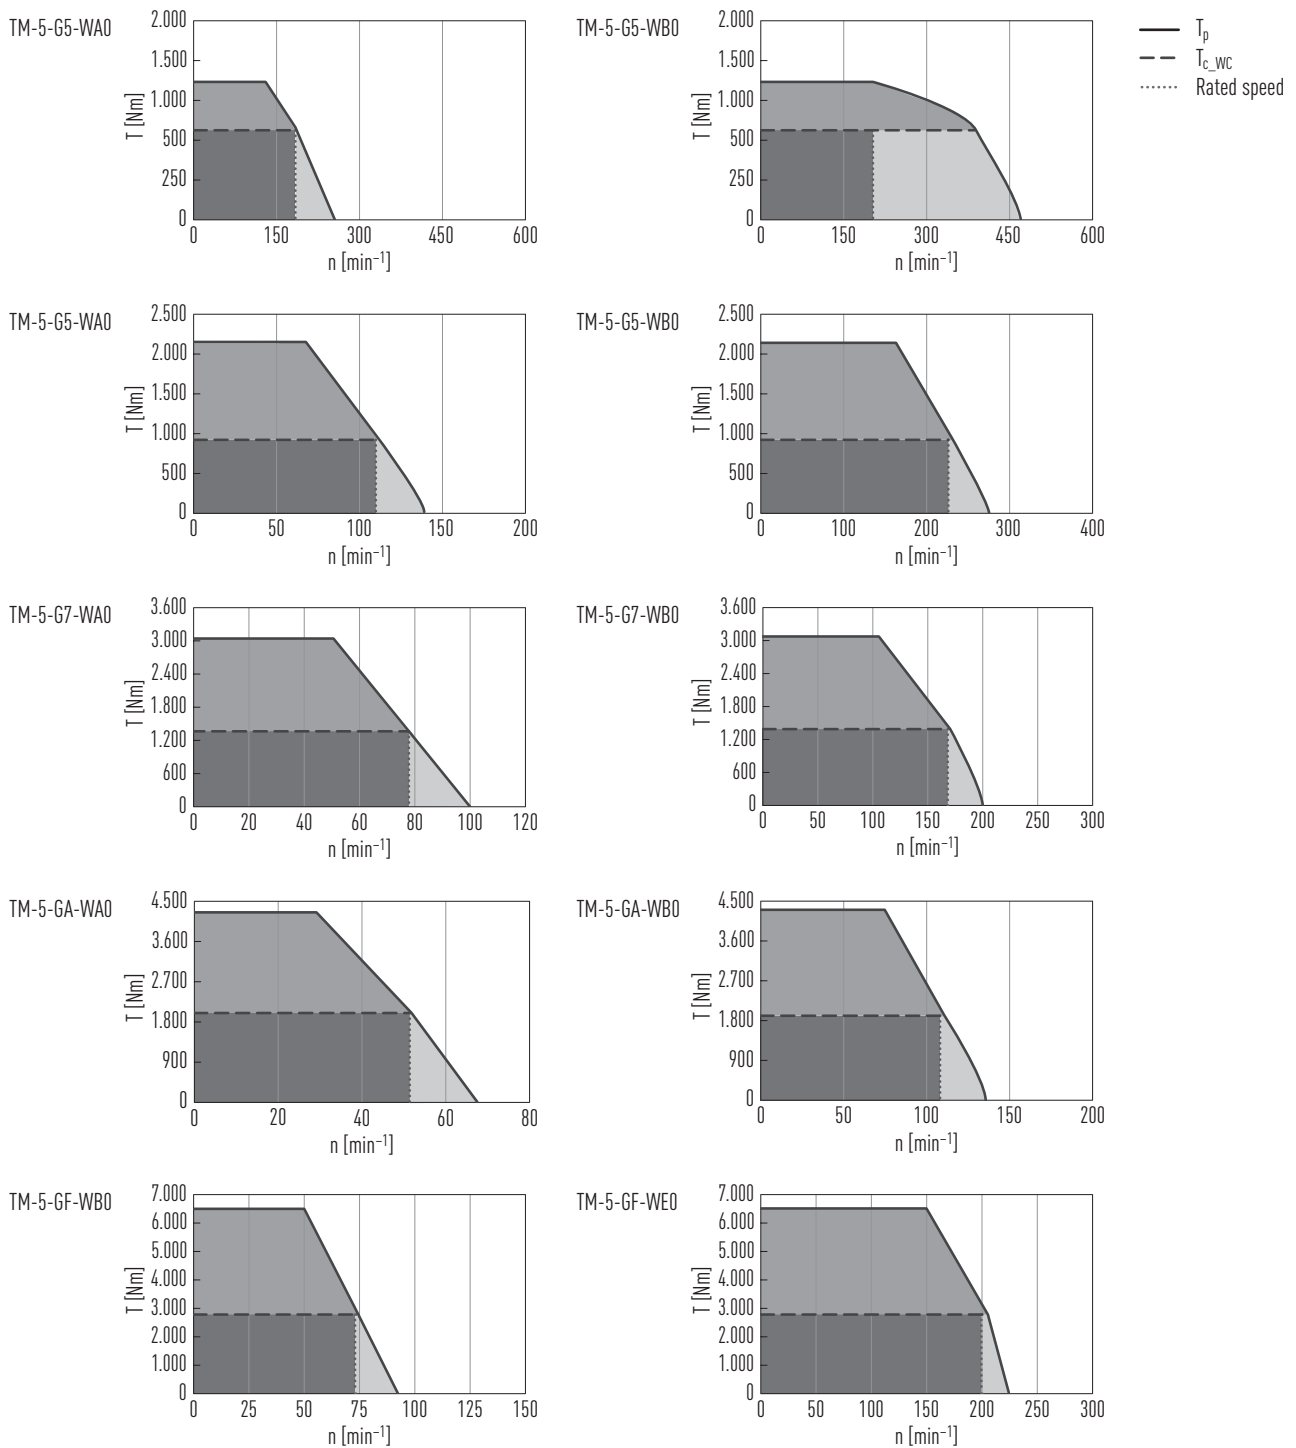 TM-5-G5-WA0
T [Nm]
2.000
1.500
1.000
500
250
0
0 150 300 450 600
n [min⁻¹]
TM-5-G5-WB0
T [Nm]
2.000
1.500
1.000
500
250
0
0 150 300 450 600
n [min⁻¹]
Tp
Tc_WC
Rated speed
TM-5-G5-WA0
T [Nm]
2.500
2.000
1.500
1.000
500
0
0 50 100 150 200
n [min⁻¹]
TM-5-G5-WB0
T [Nm]
2.500
2.000
1.500
1.000
500
0
0 100 200 300 400
n [min⁻¹]
TM-5-G7-WA0
T [Nm]
3.600
3.000
2.400
1.800
1.200
600
0
0 20 40 60 80 100 120
n [min⁻¹]
TM-5-G7-WB0
T [Nm]
3.600
3.000
2.400
1.800
1.200
600
0
0 50 100 150 200 250 300
n [min⁻¹]
TM-5-GA-WA0
T [Nm]
4.500
3.600
2.700
1.800
900
0
0 20 40 60 80
n [min⁻¹]
TM-5-GA-WB0
T [Nm]
4.500
3.600
2.700
1.800
900
0
0 50 100 150 200
n [min⁻¹]
TM-5-GF-WB0
T [Nm]
7.000
6.000
5.000
4.000
3.000
2.000
1.000
0
0 25 50 75 100 125 150
n [min⁻¹]
TM-5-GF-WE0
T [Nm]
7.000
6.000
5.000
4.000
3.000
2.000
1.000
0
0 50 100 150 200 250 300
n [min⁻¹]